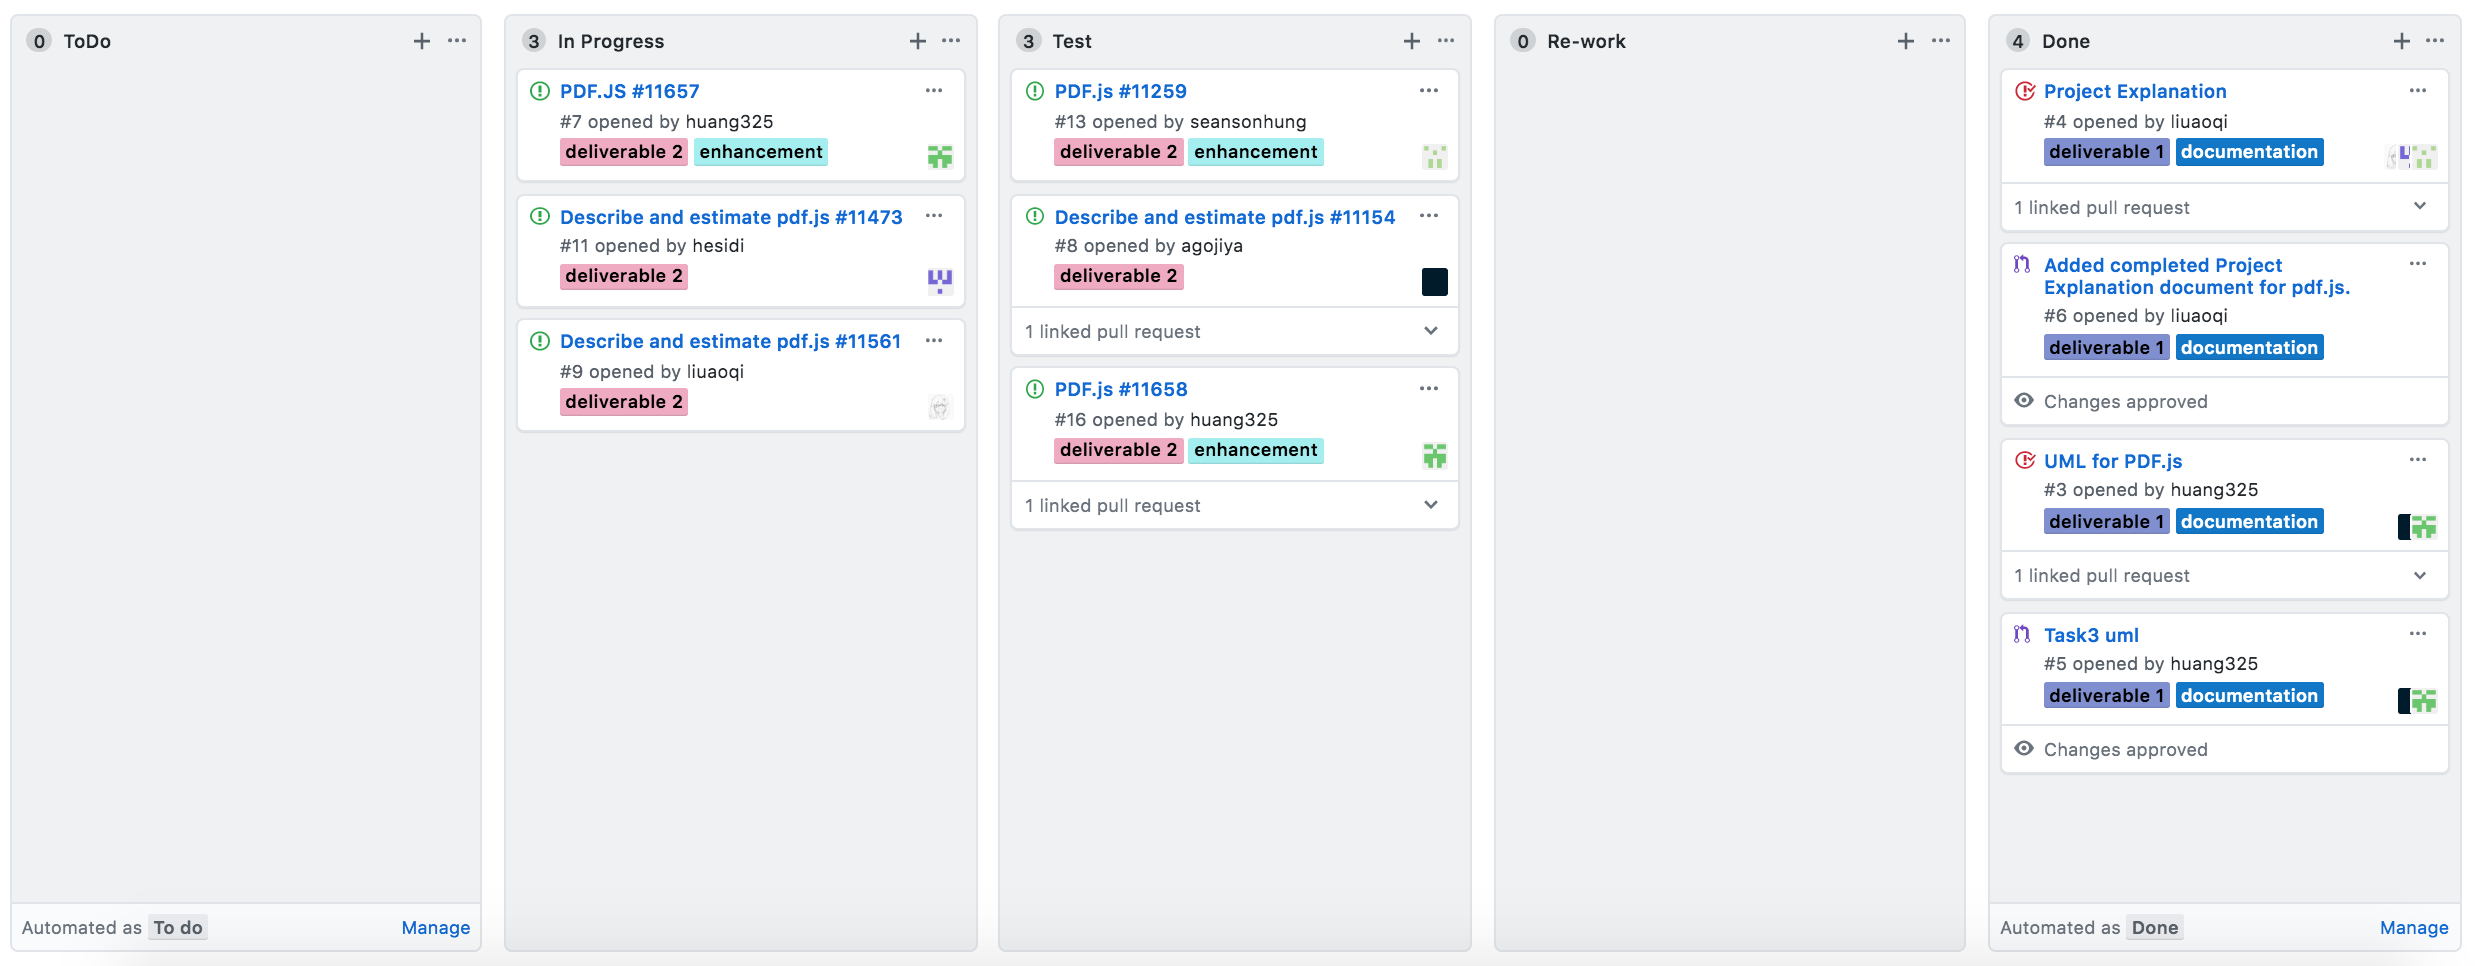 0 ToDo
3 In Progress
PDF.JS #11657
#7 opened by huang325
deliverable 2 enhancement
Describe and estimate pdf.js #11473
#11 opened by hesidi
deliverable 2
Describe and estimate pdf.js #11561
#9 opened by liuaoqi
deliverable 2
3 Test
PDF.js #11259
#13 opened by seansonhung
deliverable 2 enhancement
Describe and estimate pdf.js #11154
#8 opened by agojiya
deliverable 2
1 linked pull request
PDF.js #11658
#16 opened by huang325
deliverable 2 enhancement
1 linked pull request
0 Re-work
4 Done
Project Explanation
#4 opened by liuaoqi
deliverable 1 documentation
1 linked pull request
Added completed Project
Explanation document for pdf.js.
#6 opened by liuaoqi
deliverable 1 documentation
Changes approved
UML for PDF.js
#3 opened by huang325
deliverable 1 documentation
1 linked pull request
Task3 uml
#5 opened by huang325
deliverable 1 documentation
Changes approved
Automated as To do Manage
Automated as Done Manage